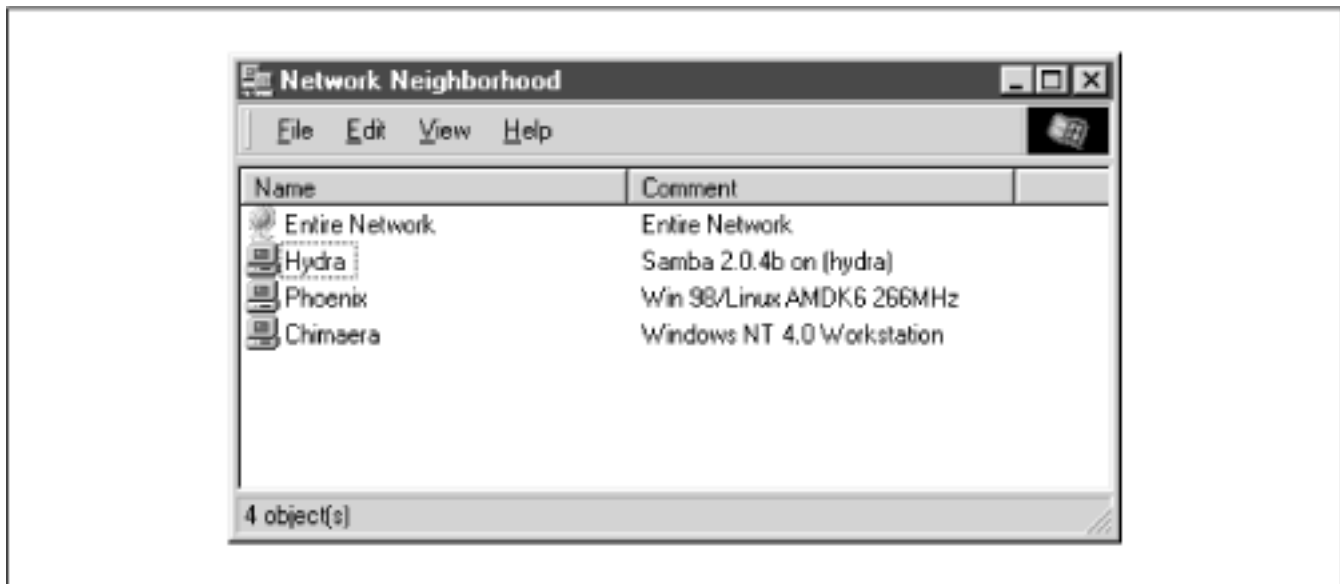 Network Neighborhood
File Edit View Help
Name Comment
Entire Network Entire Network
Hydra Samba 2.0.4b on (hydra)
Phoenix Win 98/Linux AMDK6 266MHz
Chimaera Windows NT 4.0 Workstation
4 object(s)